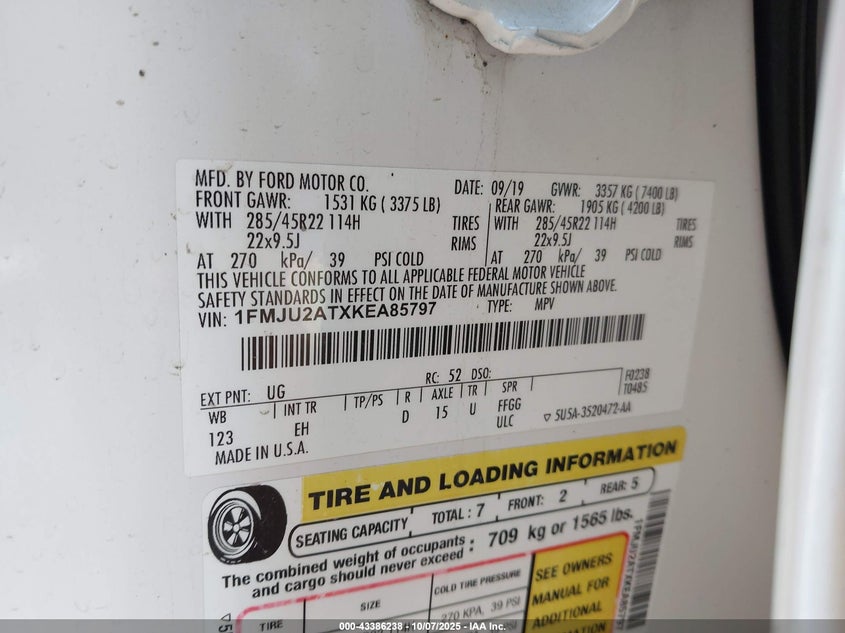 MFD. BY FORD MOTOR CO. DATE: 09/19 GVWR: 3357 KG ( 7400 LB)
FRONT GAWR: 1531 KG ( 3375 LB) REAR GAWR: 1905 KG ( 4200 LB)
WITH 285/45R22 114H TIRES WITH 285/45R22 114H TIRES
22x9.5J RIMS 22x9.5J RIMS
AT 270 kPa/ 39 PSI COLD AT 270 kPa/ 39 PSI COLD
THIS VEHICLE CONFORMS TO ALL APPLICABLE FEDERAL MOTOR VEHICLE
SAFETY STANDARDS IN EFFECT ON THE DATE OF MANUFACTURE SHOWN ABOVE.
VIN: 1FMJU2ATXKEA85797 TYPE: MPV
EXT PNT: UG RC: 52 DSO: F0238
T0485
WB INT TR TP/PS R AXLE TR SPR
123 EH D 15 U FFGG
ULC 5U5A-3520472-AA
MADE IN U.S.A.
TIRE AND LOADING INFORMATION
SEATING CAPACITY TOTAL : 7 FRONT: 2 REAR: 5
The combined weight of occupants and cargo should never exceed : 709 kg or 1565 lbs.
TIRE SIZE COLD TIRE PRESSURE
270 KPA, 39 PSI
SEE OWNERS
MANUAL FOR
ADDITIONAL
1FMJU2ATXKEA85797
000-43386238 - 10/07/2025 - IAA Inc.